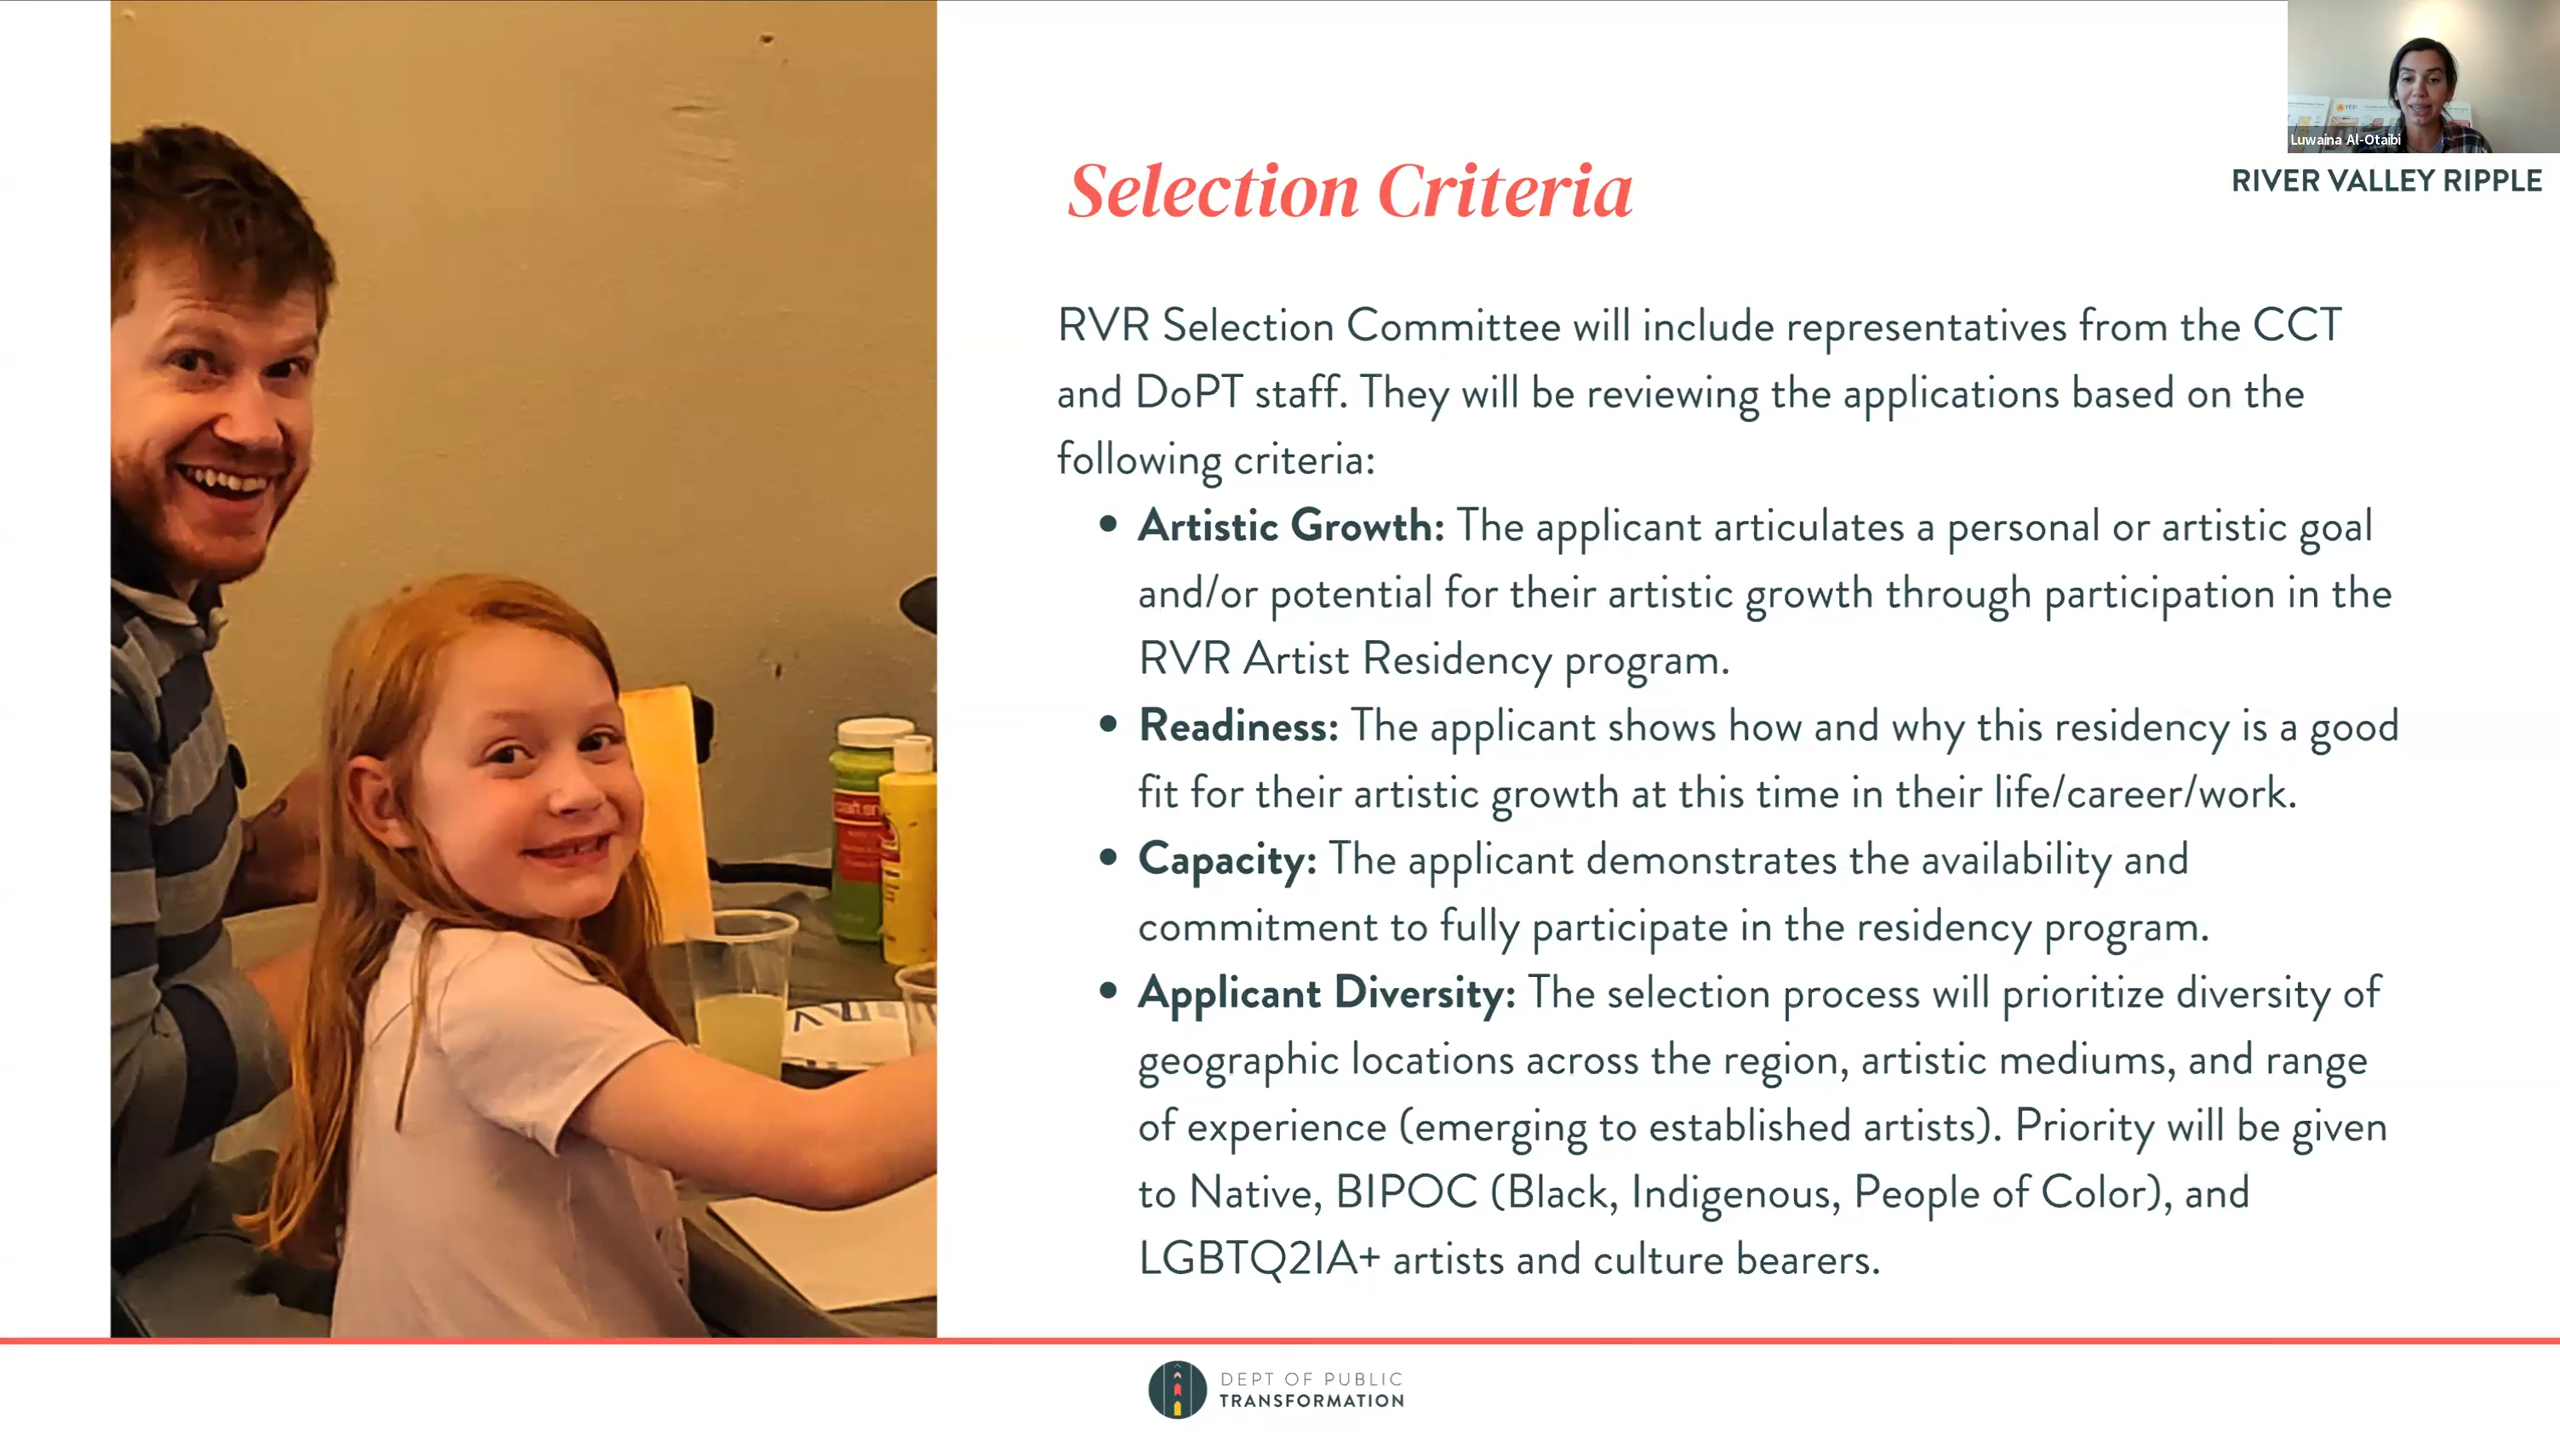 Luwaina Al-Otaibi
RIVER VALLEY RIPPLE
Selection Criteria
RVR Selection Committee will include representatives from the CCT
and DoPT staff. They will be reviewing the applications based on the
following criteria:
• Artistic Growth: The applicant articulates a personal or artistic goal
and/or potential for their artistic growth through participation in the
RVR Artist Residency program.
• Readiness: The applicant shows how and why this residency is a good
fit for their artistic growth at this time in their life/career/work.
• Capacity: The applicant demonstrates the availability and
commitment to fully participate in the residency program.
• Applicant Diversity: The selection process will prioritize diversity of
geographic locations across the region, artistic mediums, and range
of experience (emerging to established artists). Priority will be given
to Native, BIPOC (Black, Indigenous, People of Color), and
LGBTQ2IA+ artists and culture bearers.
DEPT OF PUBLIC
TRANSFORMATION